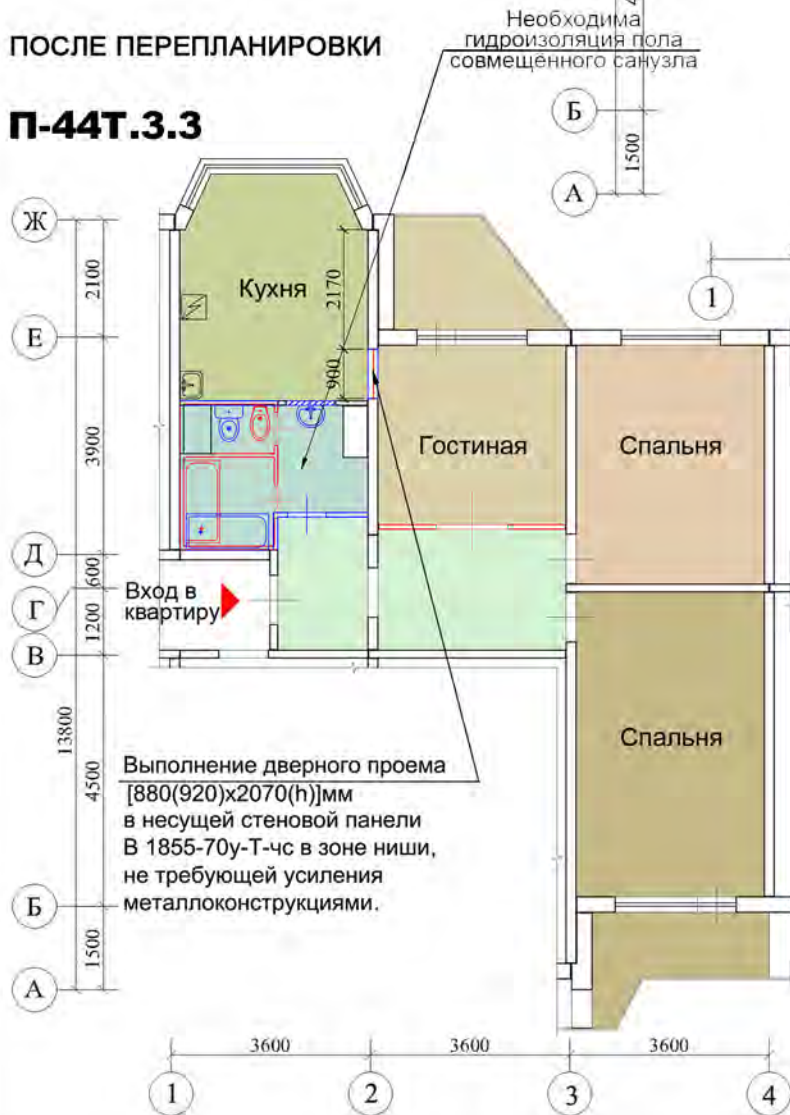 4
Необходима
гидроизоляция пола
совмещённого санузла
ПОСЛЕ ПЕРЕПЛАНИРОВКИ
П-44Т.3.3
Б
1500
А
Ж
2100
Кухня
2170
1
Е
900
3900
Гостиная
Спальня
Д
600
Вход в
квартиру
Г
1200
В
13800
Спальня
4500
Выполнение дверного проема
[880(920)х2070(h)]мм
в несущей стеновой панели
В 1855-70у-Т-чс в зоне ниши,
не требующей усиления
металлоконструкциями.
Б
1500
А
3600
3600
3600
1
2
3
4